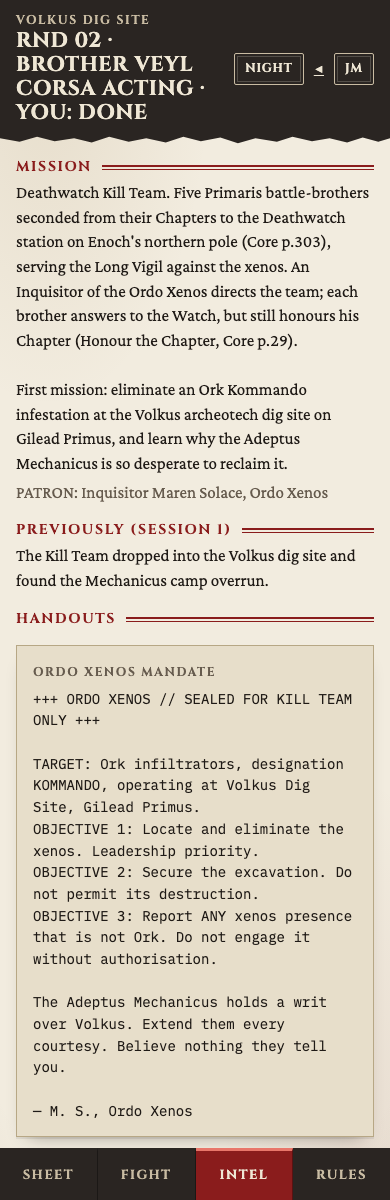 VOLKUS DIG SITE
RND 02 ·
BROTHER VEYL
CORSA ACTING ·
YOU: DONE
NIGHT
◄
JM
MISSION
Deathwatch Kill Team. Five Primaris battle-brothers
seconded from their Chapters to the Deathwatch
station on Enoch's northern pole (Core p.303),
serving the Long Vigil against the xenos. An
Inquisitor of the Ordo Xenos directs the team; each
brother answers to the Watch, but still honours his
Chapter (Honour the Chapter, Core p.29).
First mission: eliminate an Ork Kommando
infestation at the Volkus archeotech dig site on
Gilead Primus, and learn why the Adeptus
Mechanicus is so desperate to reclaim it.
PATRON: Inquisitor Maren Solace, Ordo Xenos
PREVIOUSLY (SESSION 1)
The Kill Team dropped into the Volkus dig site and
found the Mechanicus camp overrun.
HANDOUTS
ORDO XENOS MANDATE
+++ ORDO XENOS // SEALED FOR KILL TEAM
ONLY +++
TARGET: Ork infiltrators, designation
KOMMANDO, operating at Volkus Dig
Site, Gilead Primus.
OBJECTIVE 1: Locate and eliminate the
xenos. Leadership priority.
OBJECTIVE 2: Secure the excavation. Do
not permit its destruction.
OBJECTIVE 3: Report ANY xenos presence
that is not Ork. Do not engage it
without authorisation.
The Adeptus Mechanicus holds a writ
over Volkus. Extend them every
courtesy. Believe nothing they tell
you.
— M. S., Ordo Xenos
SHEET
FIGHT
INTEL
RULES